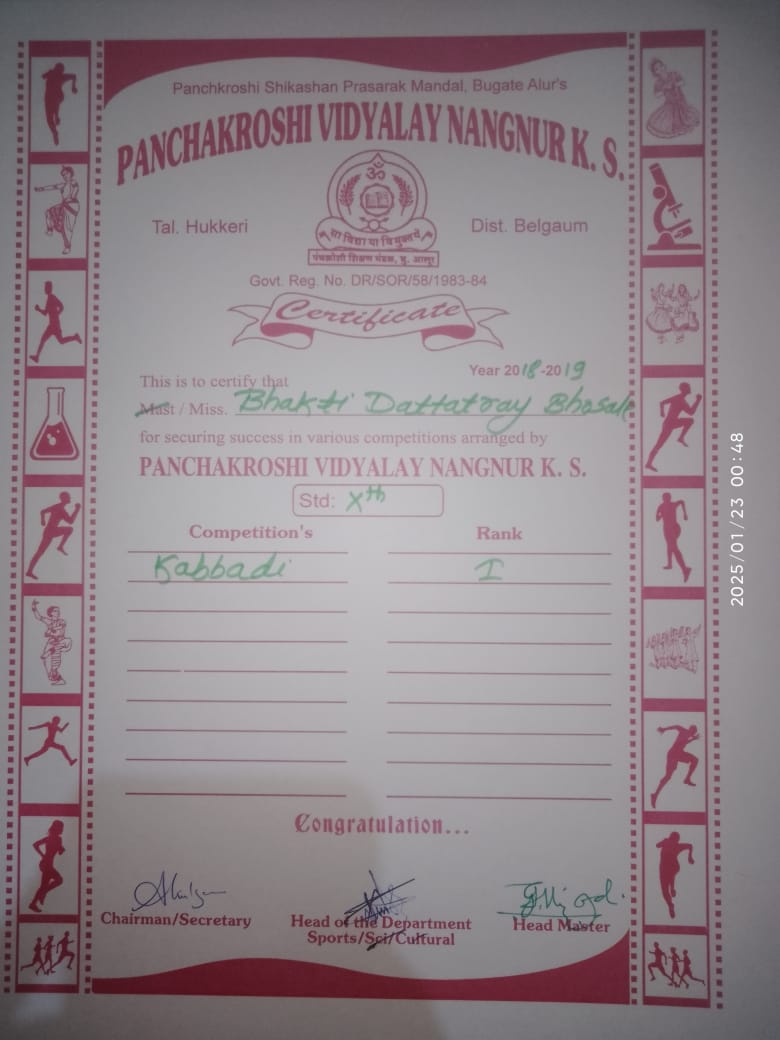 Panchkroshi Shikashan Prasarak Mandal, Bugate Alur's
PANCHAKROSHI VIDYALAY NANGNUR K. S.
ॐ
Tal. Hukkeri
Dist. Belgaum
सा विद्या या विमुक्तये
पंचक्रोशी शिक्षण मंडळ, बु. आलूर
Govt. Reg. No. DR/SOR/58/1983-84
Certificate
Year 2018-2019
This is to certify that
Mast / Miss. Bhakti Dattatray Bhosale
for securing success in various competitions arranged by
PANCHAKROSHI VIDYALAY NANGNUR K. S.
Std: Xth
Competition's Rank
Kabbadi I
Congratulation...
Chairman/Secretary
Head of the Department
Sports/Sci/Cultural
Head Master
2025/01/23 00:48